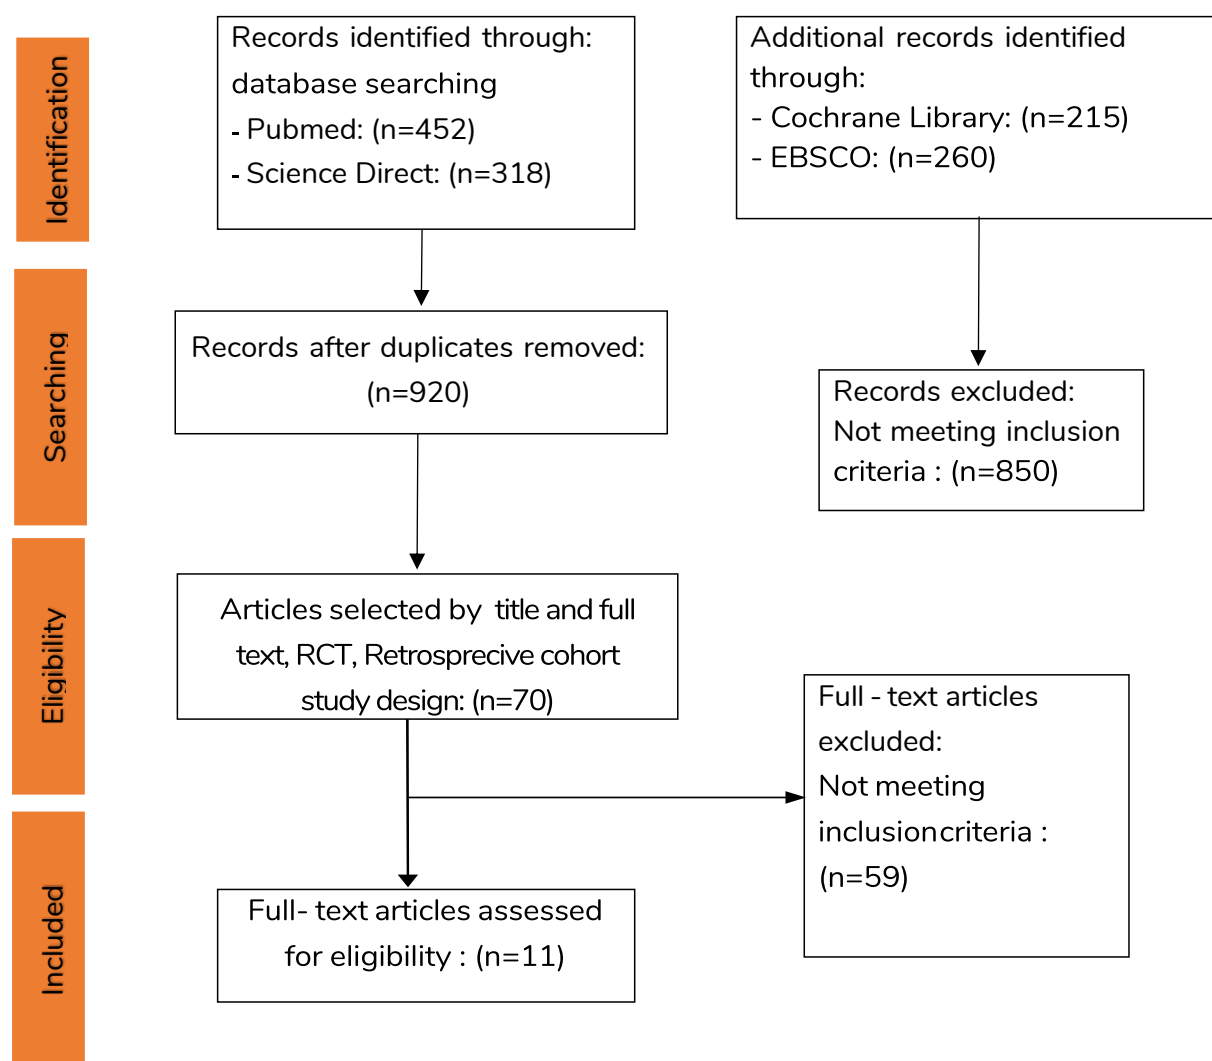 Identification
Records identified through:
database searching
- Pubmed: (n=452)
- Science Direct: (n=318)
Additional records identified
through:
- Cochrane Library: (n=215)
- EBSCO: (n=260)
Searching
Records after duplicates removed:
(n=920)
Records excluded:
Not meeting inclusion
criteria : (n=850)
Eligibility
Articles selected by title and full
text, RCT, Retrosprecive cohort
study design: (n=70)
Full - text articles
excluded:
Not meeting
inclusioncriteria :
(n=59)
Included
Full- text articles assessed
for eligibility : (n=11)